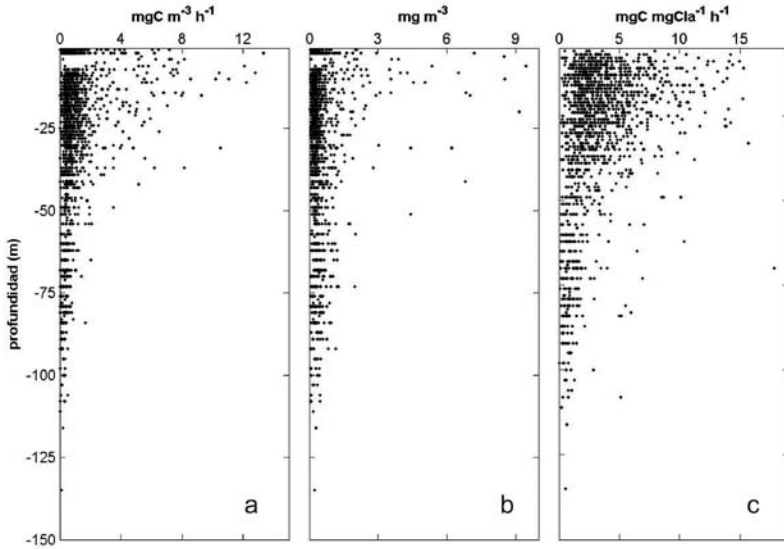 mgC m⁻³ h⁻¹ mg m⁻³ mgC mgCla⁻¹ h⁻¹
0 4 8 12 0 3 6 9 0 5 10 15
-25
-50
-75
-100
-125
-150
profundidad (m)
a b c